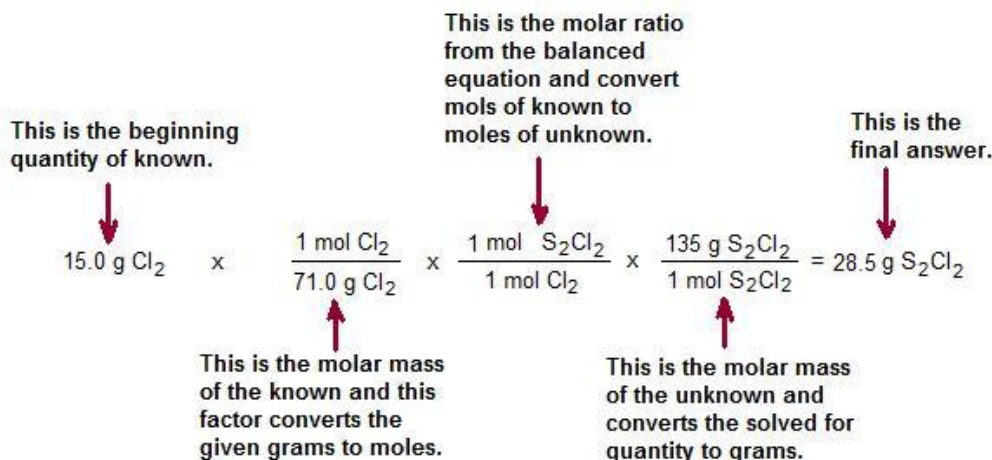 This is the molar ratio
from the balanced
equation and convert
mols of known to
moles of unknown.
This is the beginning
quantity of known.
This is the
final answer.
15.0 g Cl₂ x 1 mol Cl₂ / 71.0 g Cl₂ x 1 mol S₂Cl₂ / 1 mol Cl₂ x 135 g S₂Cl₂ / 1 mol S₂Cl₂ = 28.5 g S₂Cl₂
This is the molar mass
of the known and this
factor converts the
given grams to moles.
This is the molar mass
of the unknown and
converts the solved for
quantity to grams.